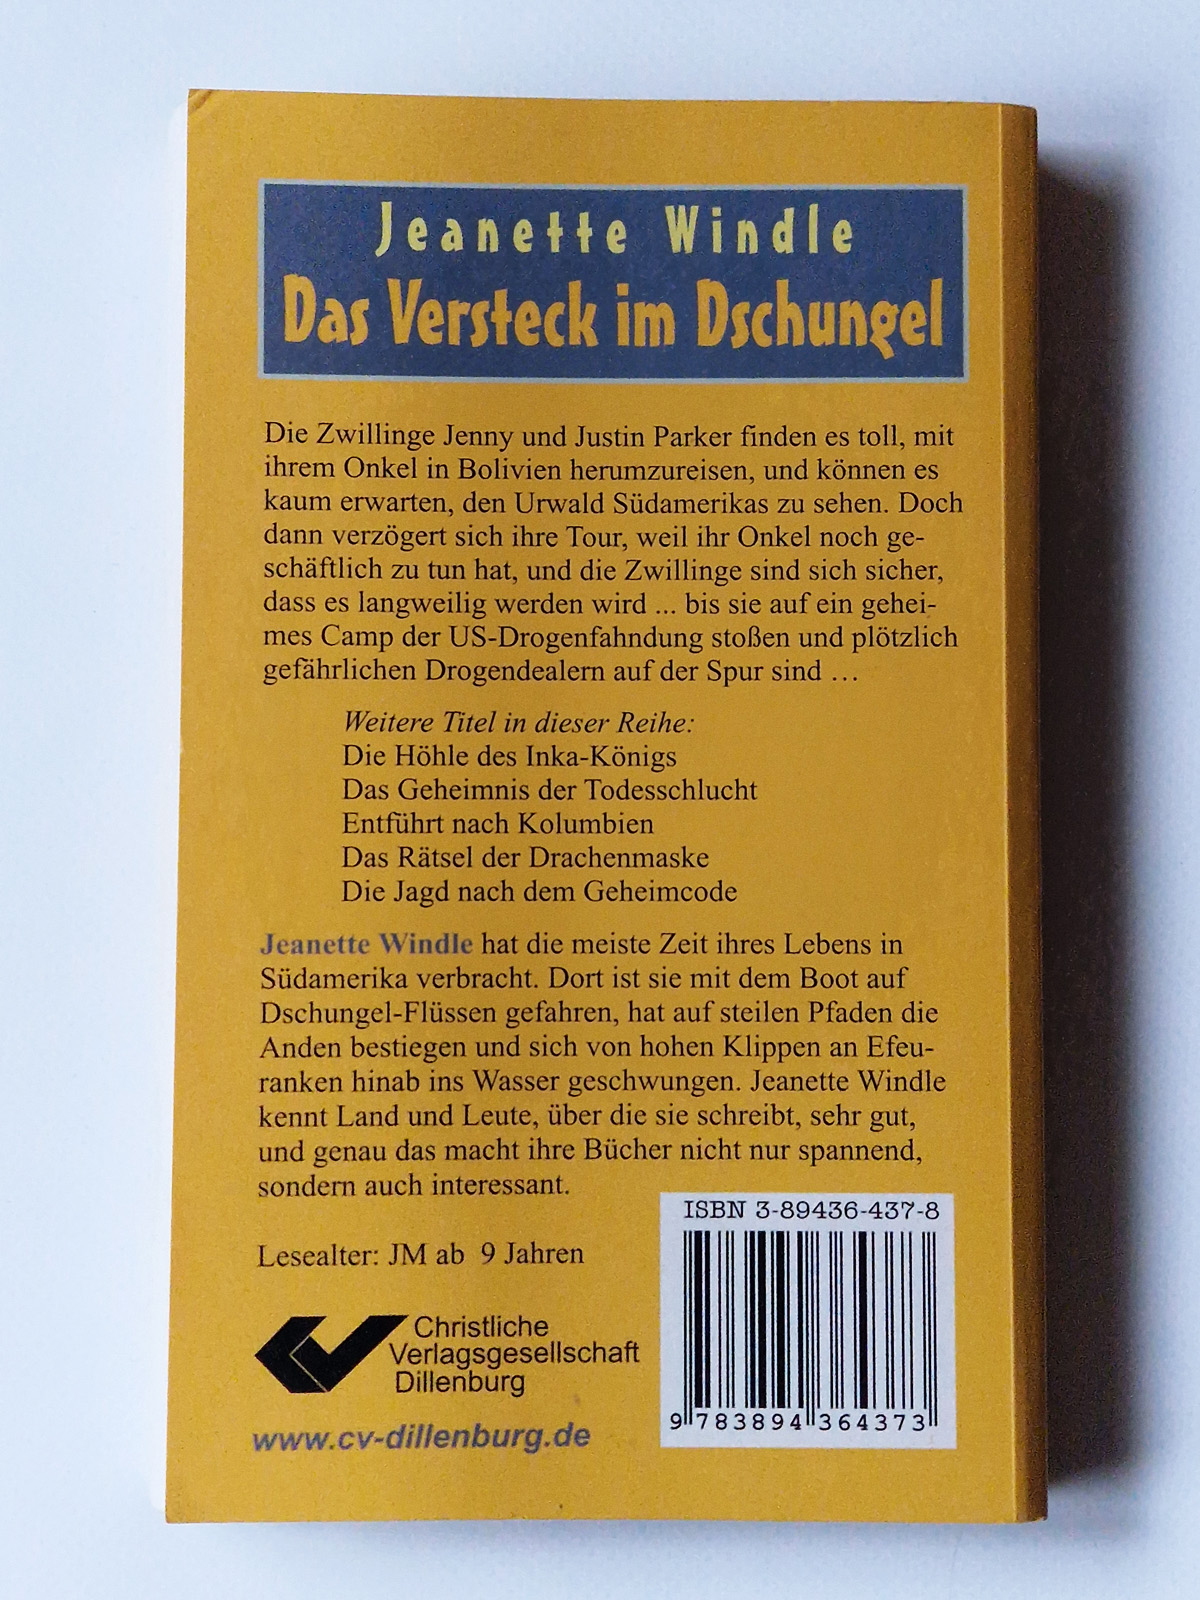 Jeanette Windle
Das Versteck im Dschungel
Die Zwillinge Jenny und Justin Parker finden es toll, mit
ihrem Onkel in Bolivien herumzureisen, und können es
kaum erwarten, den Urwald Südamerikas zu sehen. Doch
dann verzögert sich ihre Tour, weil ihr Onkel noch ge-
schäftlich zu tun hat, und die Zwillinge sind sich sicher,
dass es langweilig werden wird ... bis sie auf ein gehei-
mes Camp der US-Drogenfahndung stoßen und plötzlich
gefährlichen Drogendealern auf der Spur sind ...
Weitere Titel in dieser Reihe:
Die Höhle des Inka-Königs
Das Geheimnis der Todesschlucht
Entführt nach Kolumbien
Das Rätsel der Drachenmaske
Die Jagd nach dem Geheimcode
Jeanette Windle hat die meiste Zeit ihres Lebens in
Südamerika verbracht. Dort ist sie mit dem Boot auf
Dschungel-Flüssen gefahren, hat auf steilen Pfaden die
Anden bestiegen und sich von hohen Klippen an Efeu-
ranken hinab ins Wasser geschwungen. Jeanette Windle
kennt Land und Leute, über die sie schreibt, sehr gut,
und genau das macht ihre Bücher nicht nur spannend,
sondern auch interessant.
Lesealter: JM ab 9 Jahren
Christliche
Verlagsgesellschaft
Dillenburg
www.cv-dillenburg.de
ISBN 3-89436-437-8
9 783894 364373